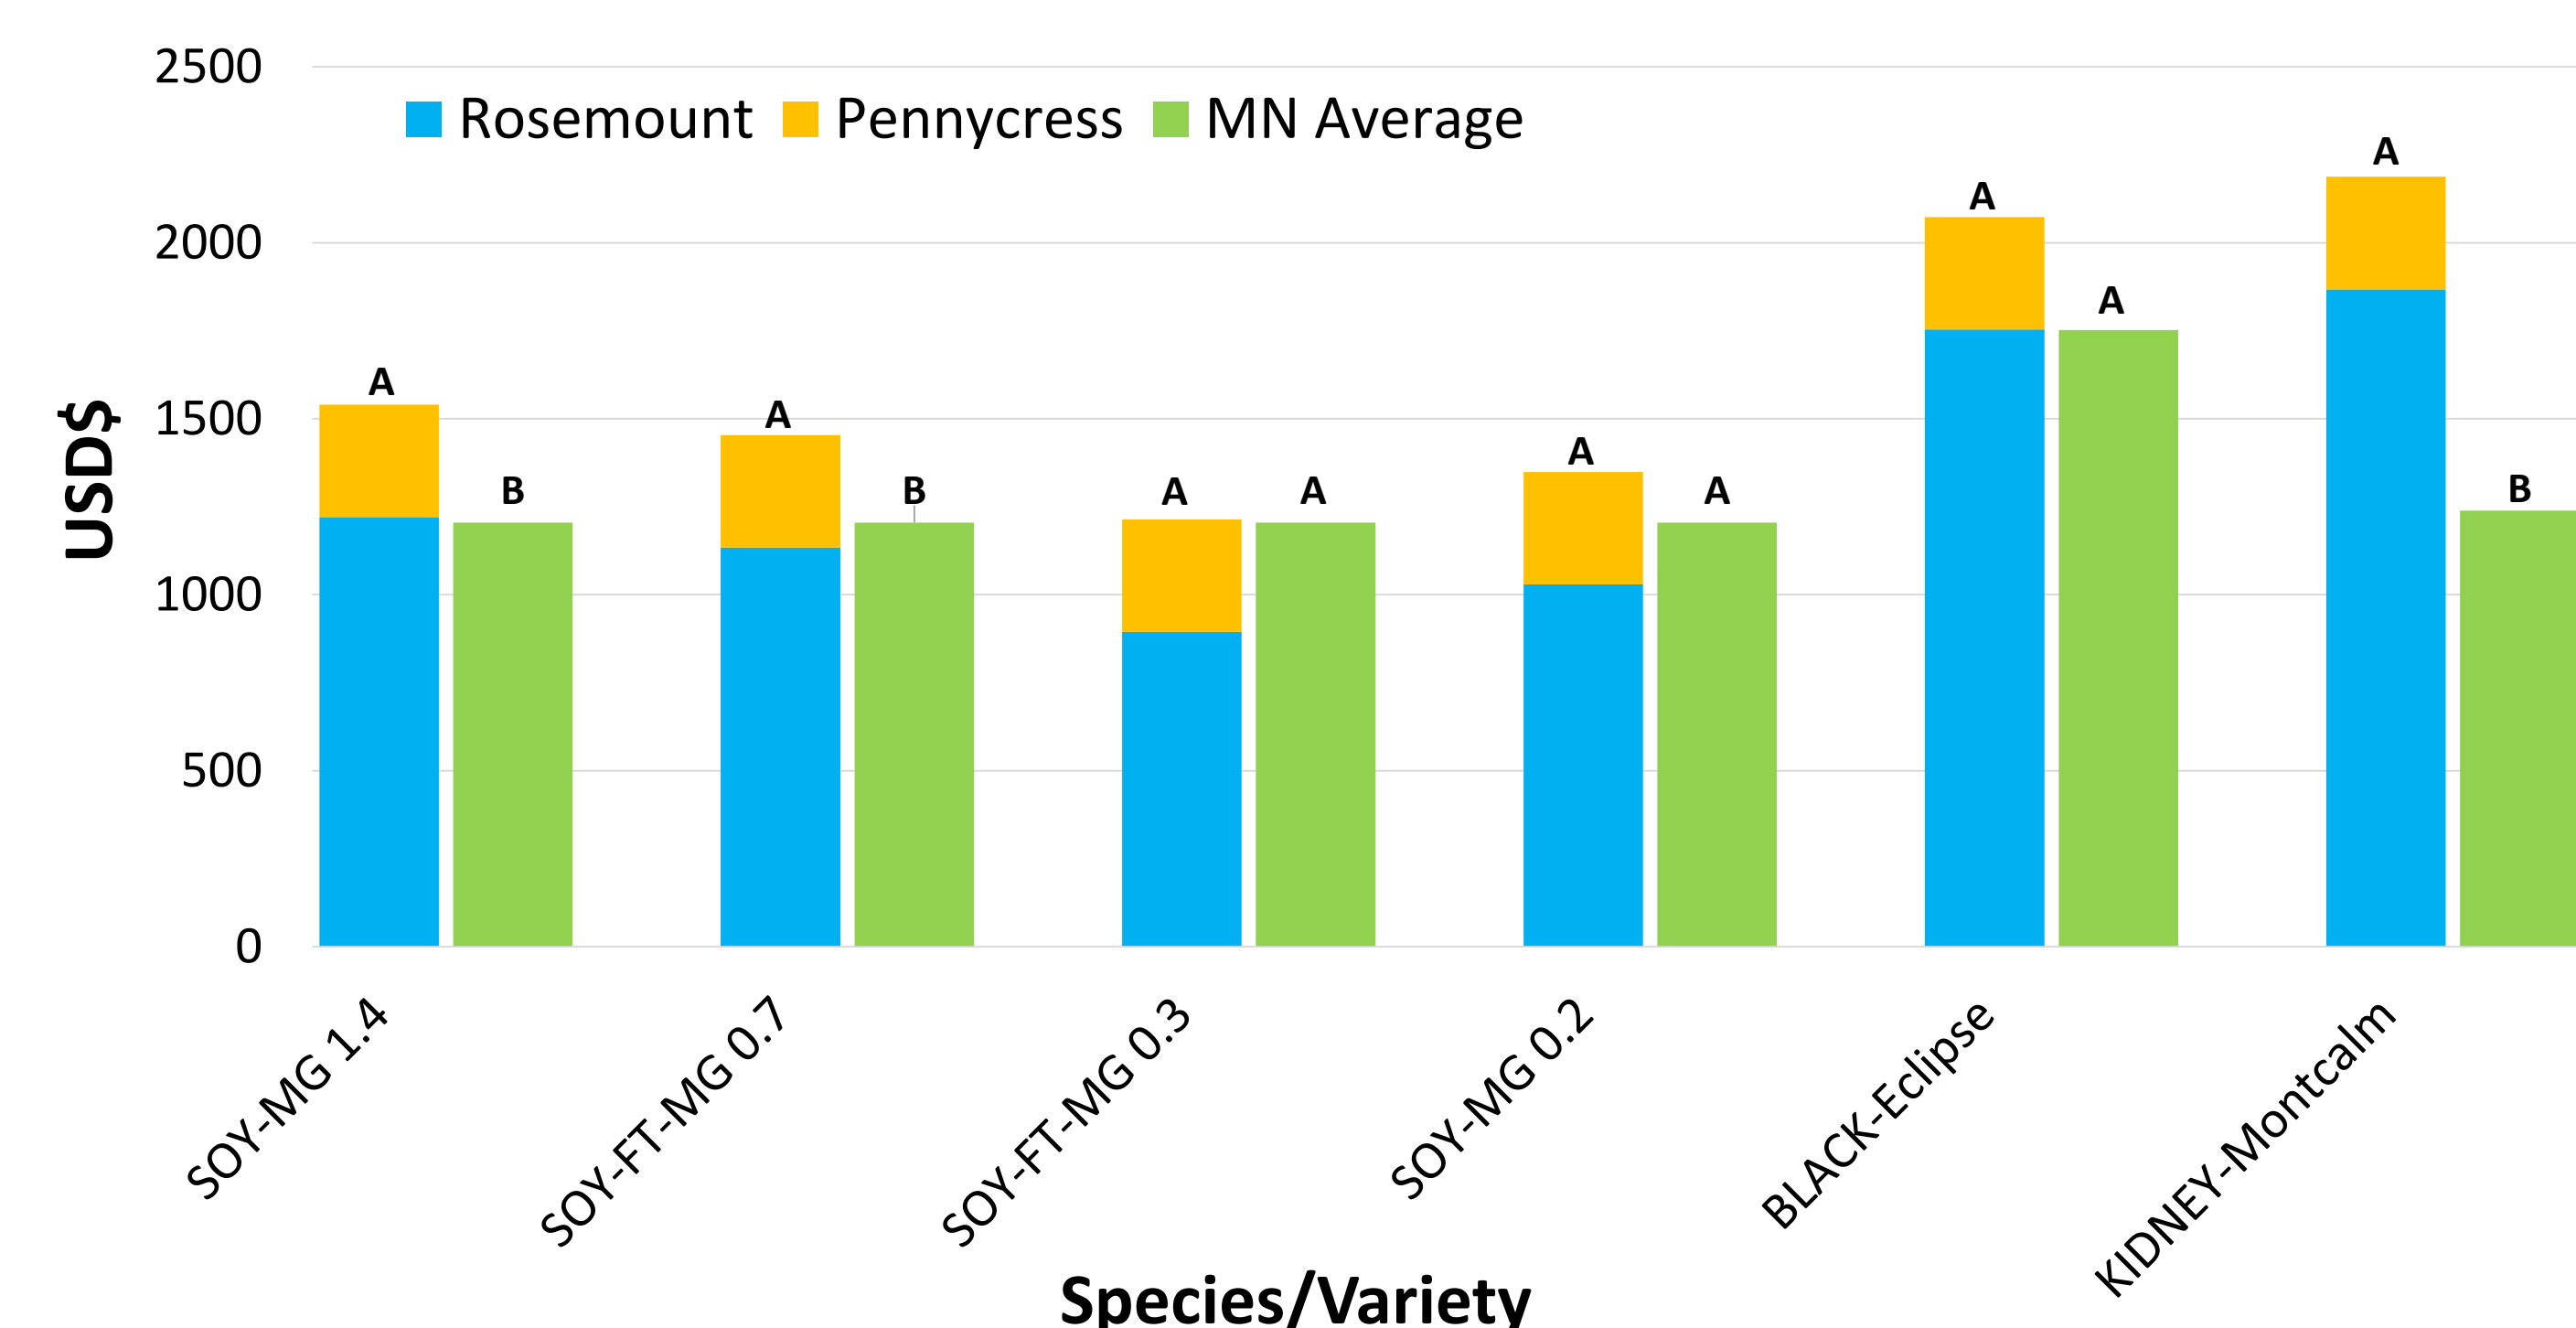 2500
Rosemount Pennycress MN Average
A
A
2000
A
A
A
USD$
1500
A
A
B
B
A
A
A
B
1000
500
0
SOY-MG 1.4
SOY-FT-MG 0.7
SOY-FT-MG 0.3
SOY-MG 0.2
BLACK-Eclipse
KIDNEY-Montcalm
Species/Variety